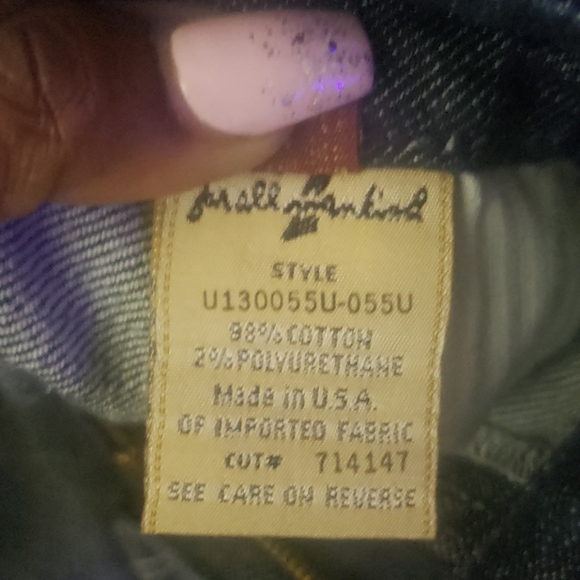 for all mankind
STYLE
U130055U-055U
98% COTTON
2% POLYURETHANE
Made in U.S.A.
OF IMPORTED FABRIC
CUT# 714147
SEE CARE ON REVERSE